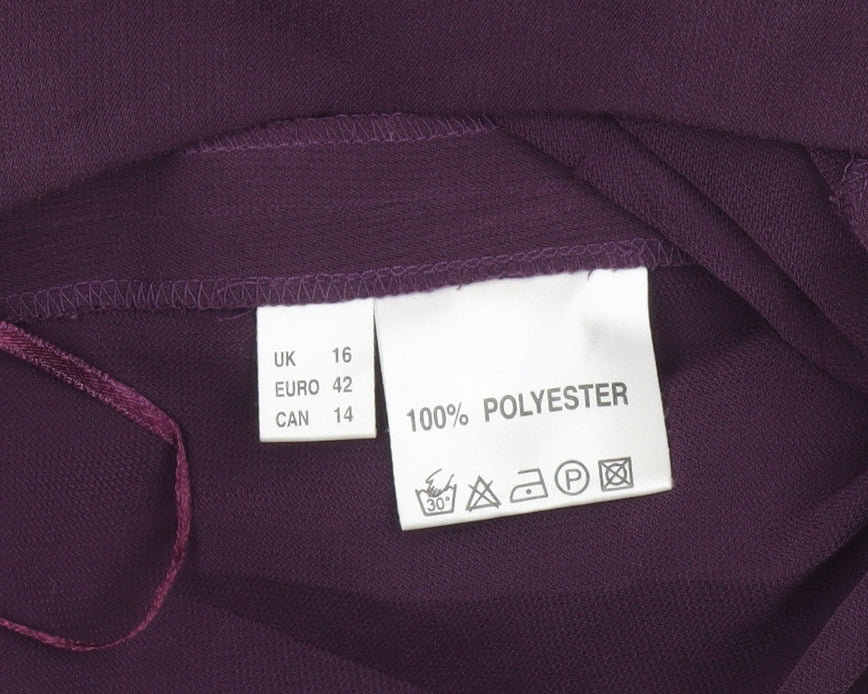 UK 16
EURO 42
CAN 14
100% POLYESTER
30°
P